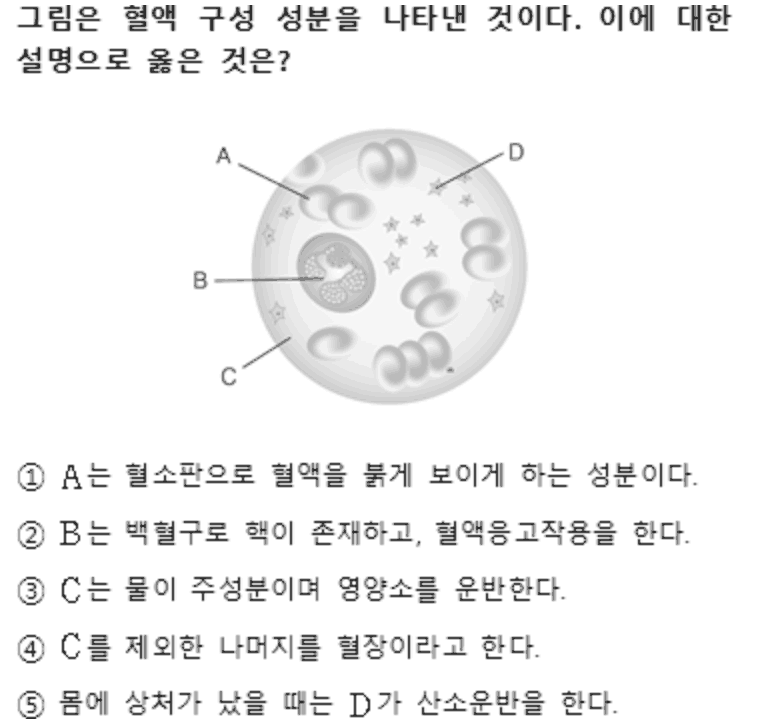 그림은 혈액 구성 성분을 나타낸 것이다. 이에 대한
설명으로 옳은 것은?
A
D
B
C
① A는 혈소판으로 혈액을 붉게 보이게 하는 성분이다.
② B는 백혈구로 핵이 존재하고, 혈액응고작용을 한다.
③ C는 물이 주성분이며 영양소를 운반한다.
④ C를 제외한 나머지를 혈장이라고 한다.
⑤ 몸에 상처가 났을 때는 D가 산소운반을 한다.